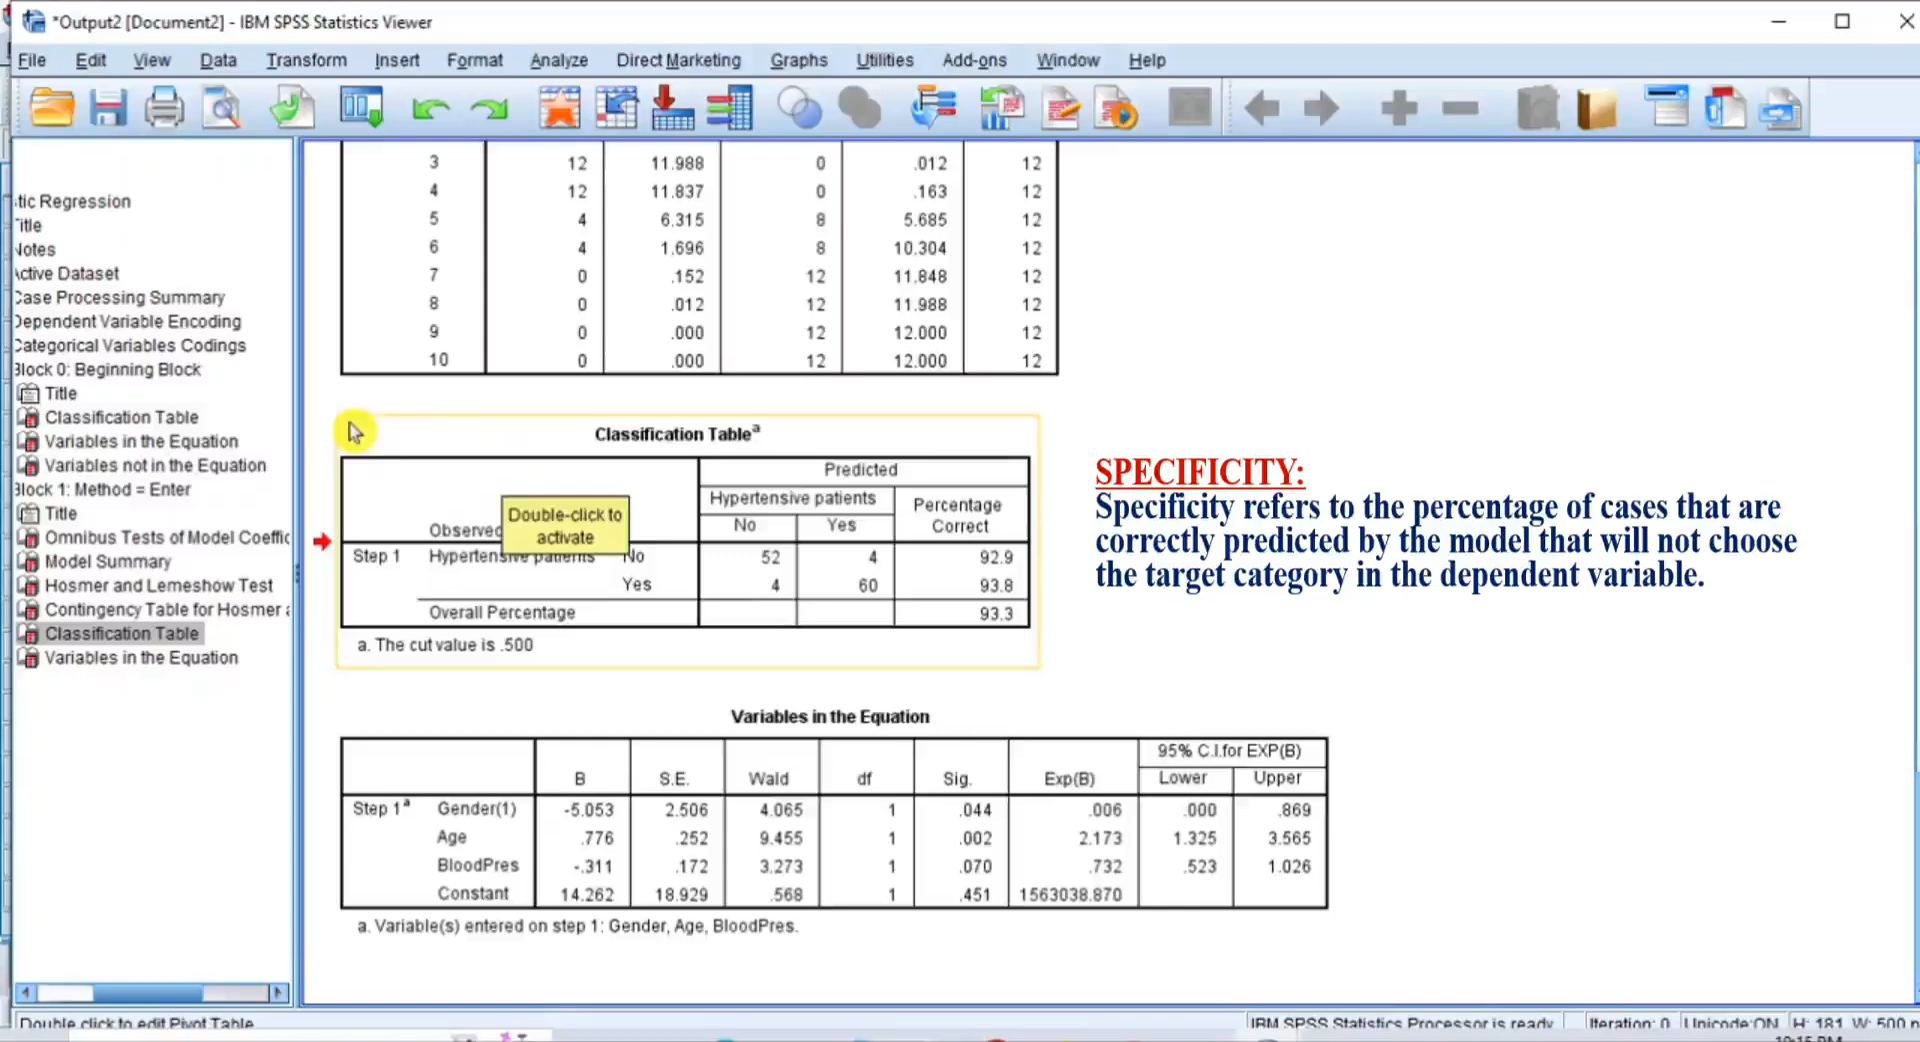 *Output2 [Document2] - IBM SPSS Statistics Viewer
File Edit View Data Transform Insert Format Analyze Direct Marketing Graphs Utilities Add-ons Window Help
tic Regression
Title
Notes
Active Dataset
Case Processing Summary
Dependent Variable Encoding
Categorical Variables Codings
Block 0: Beginning Block
Title
Classification Table
Variables in the Equation
Variables not in the Equation
Block 1: Method = Enter
Title
Omnibus Tests of Model Coeffic
Model Summary
Hosmer and Lemeshow Test
Contingency Table for Hosmer a
Classification Table
Variables in the Equation
3 12 11.988 0 .012 12
4 12 11.837 0 .163 12
5 4 6.315 8 5.685 12
6 4 1.696 8 10.304 12
7 0 .152 12 11.848 12
8 0 .012 12 11.988 12
9 0 .000 12 12.000 12
10 0 .000 12 12.000 12
Classification Table a
Predicted
Hypertensive patients Percentage Correct
Observed No Yes
Double-click to
activate
Step 1 Hypertensive patients No 52 4 92.9
Yes 4 60 93.8
Overall Percentage 93.3
a. The cut value is .500
SPECIFICITY:
Specificity refers to the percentage of cases that are
correctly predicted by the model that will not choose
the target category in the dependent variable.
Variables in the Equation
95% C.I.for EXP(B)
B S.E. Wald df Sig. Exp(B) Lower Upper
Step 1 a Gender(1) -5.053 2.506 4.065 1 .044 .006 .000 .869
Age .776 .252 9.455 1 .002 2.173 1.325 3.565
BloodPres -.311 .172 3.273 1 .070 .732 .523 1.026
Constant 14.262 18.929 .568 1 .451 1563038.870
a. Variable(s) entered on step 1: Gender, Age, BloodPres.
Double click to edit Pivot Table
IBM SPSS Statistics Processor is ready Iteration: 0 Unicode:ON H: 181 W: 500 p
10:15 PM